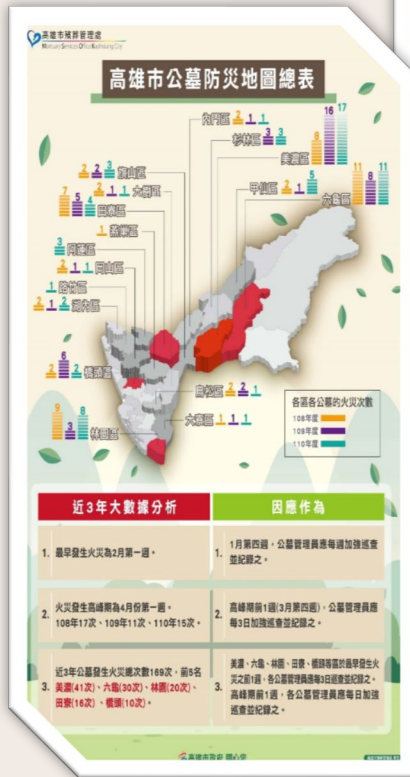 高雄市殯葬管理處
Mortuary Services Office Kaohsiung City
高雄市公墓防災地圖總表
16 17
內門區 2 1 1
杉林區 3 3
美濃區 8
2 2 3 旗山區
2 1 1 大樹區
甲仙區 2 1 5
11 8 11
六龜區
7 5 4 田寮區
1 燕巢區
3 阿蓮區
2 1 1 岡山區
1 路竹區
2 1 2 湖內區
2 6 2 橋頭區
鳥松區 2 2 1
9 3 8 林園區
大寮區 1 1 1
各區各公墓的火災次數
108年度
109年度
110年度
近3年大數據分析
因應作為
1. 最早發生火災為2月第一週。
1. 1月第四週,公墓管理員應每週加強巡查
並紀錄之。
2. 火災發生高峰期為4月份第一週。
108年17次、109年11次、110年15次。
2. 高峰期前1週(3月第四週),公墓管理員應
每3日加強巡查並紀錄之。
3. 近3年公墓發生火災總次數169次,前5名
美濃(41次)、六龜(30次)、林園(20次)、
田寮(16次)、橋頭(10次)。
3. 美濃、六龜、林園、田寮、橋頭等區於最早發生火
災之前1週,各公墓管理員應每3日巡查並紀錄之。
高峰期前1週,各公墓管理員應每日加強
巡查並紀錄之。
高雄市政府 關心您